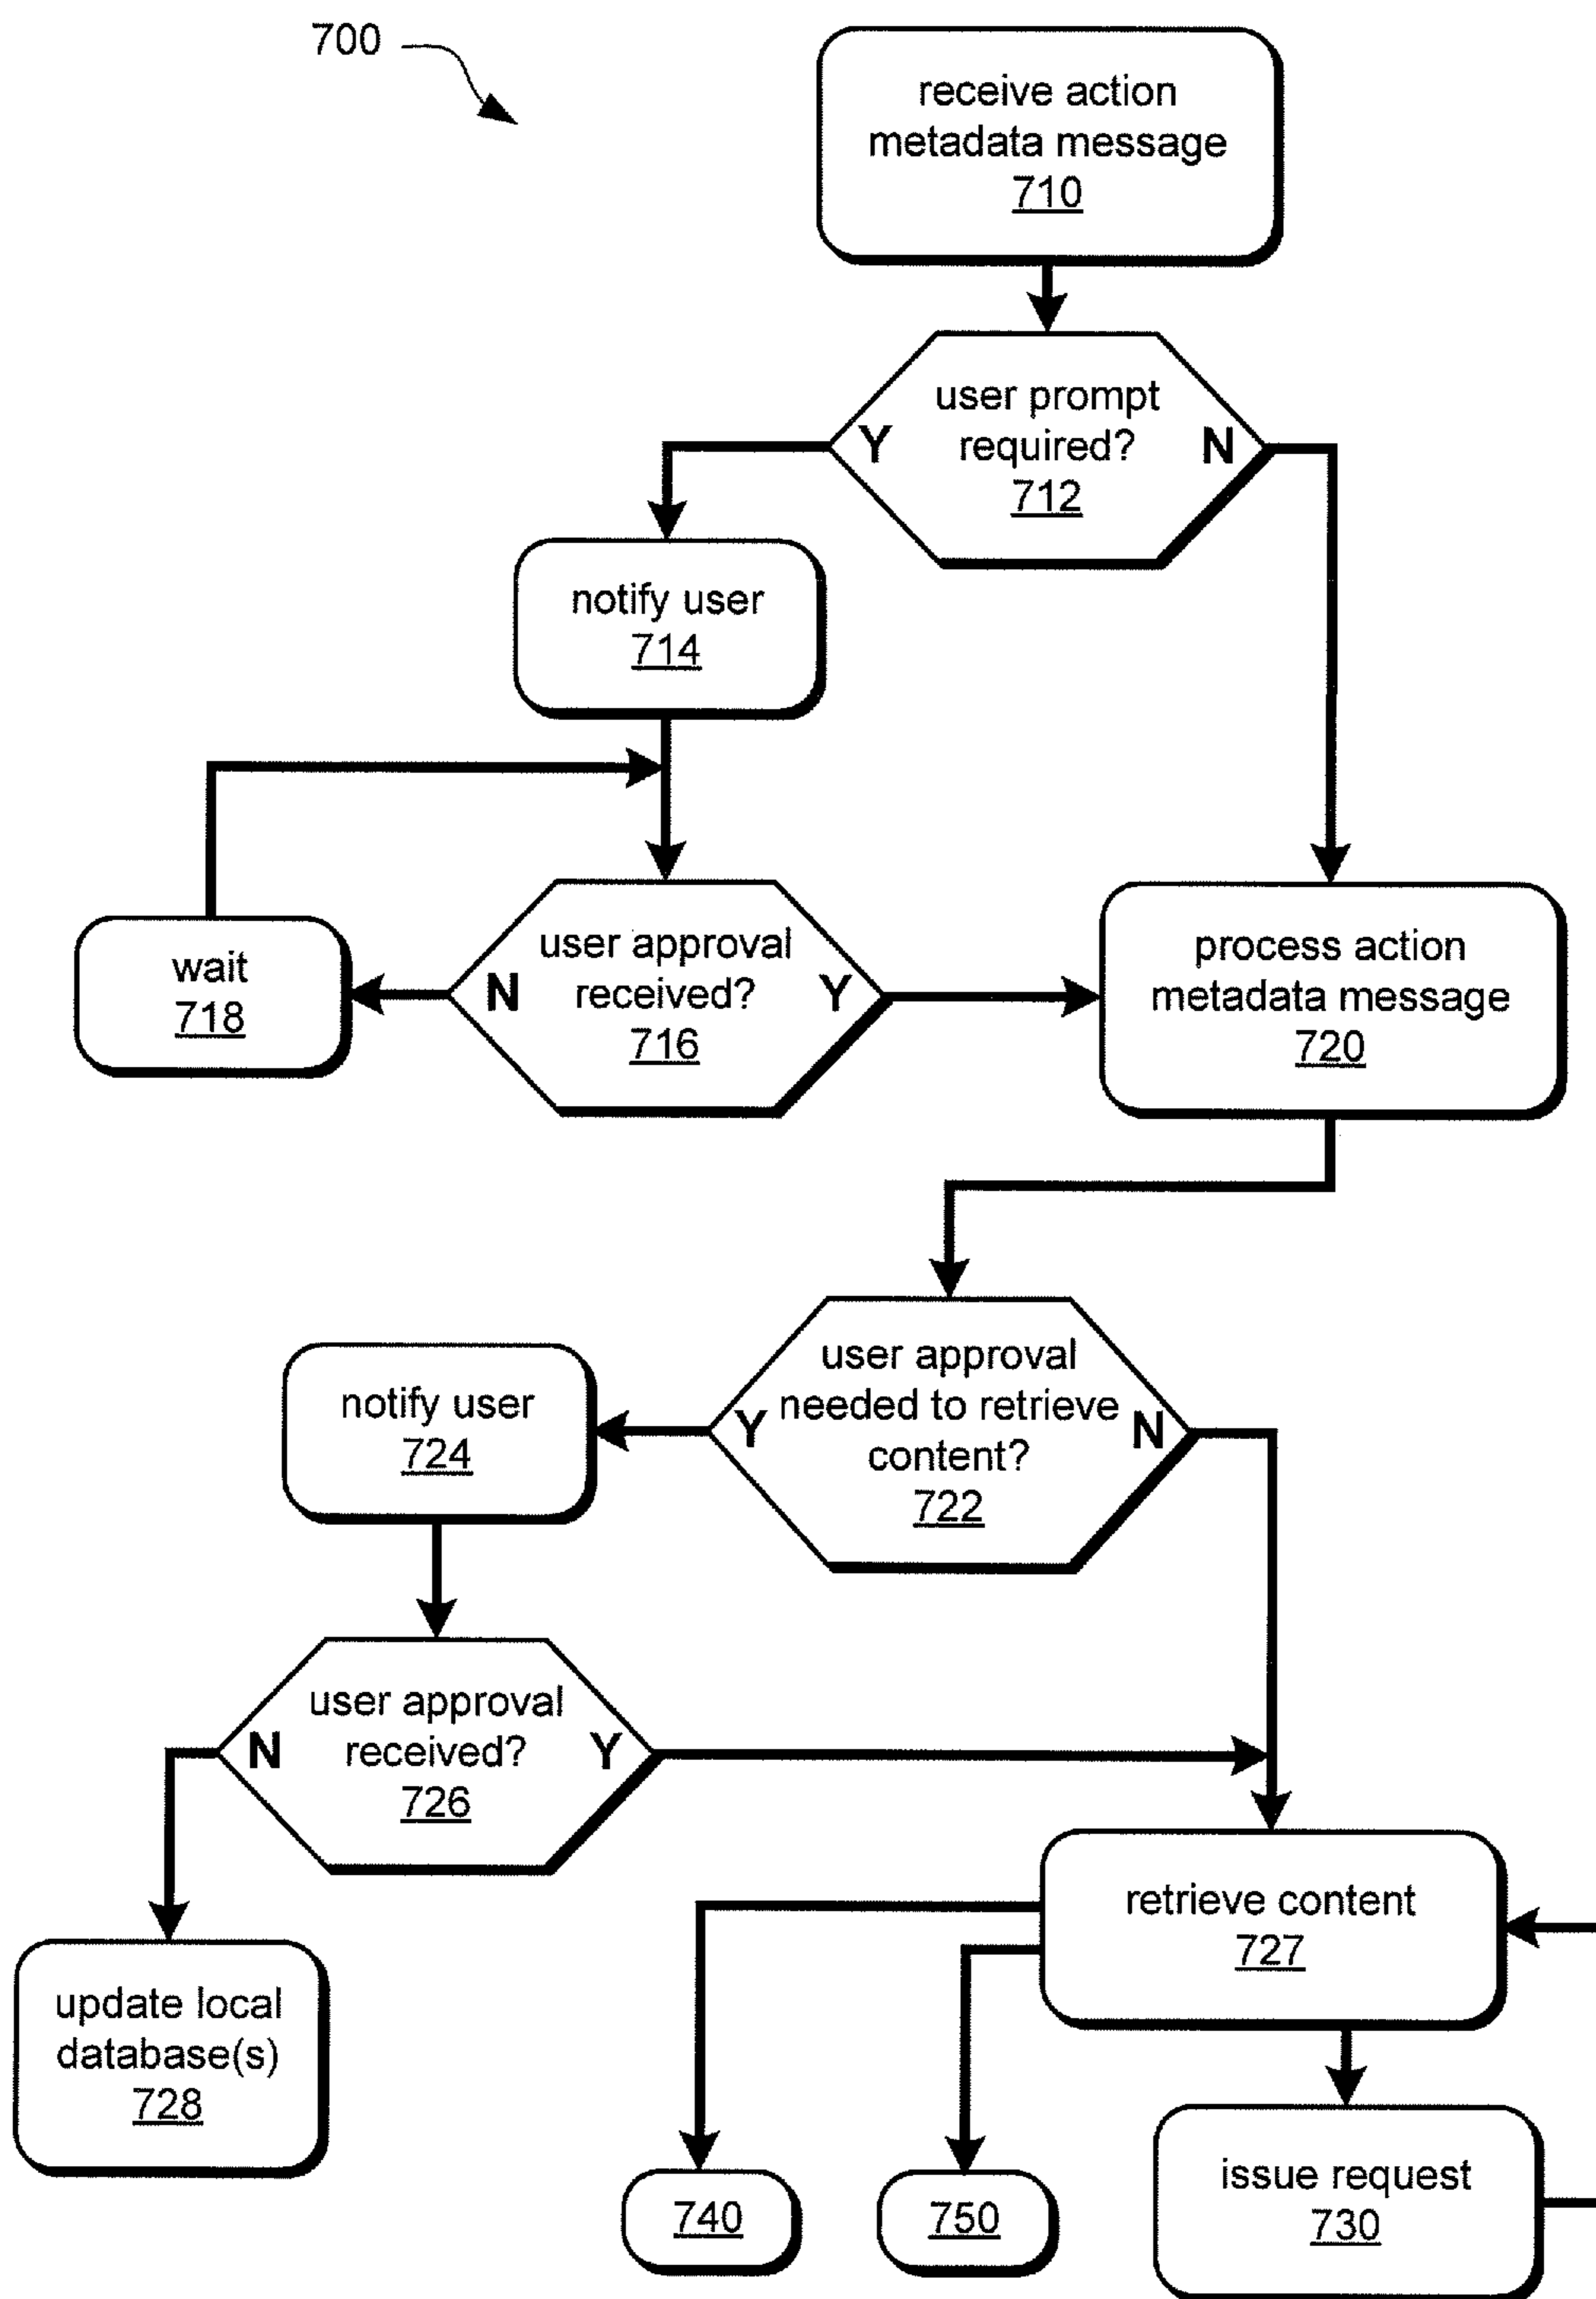 700
receive action
metadata message
710
user prompt
required?
Y
N
712
notify user
714
user approval
received?
N
Y
716
wait
718
process action
metadata message
720
user approval
needed to retrieve
Y
N
content?
722
notify user
724
user approval
received?
N
Y
726
retrieve content
727
update local
database(s)
728
issue request
730
740
750